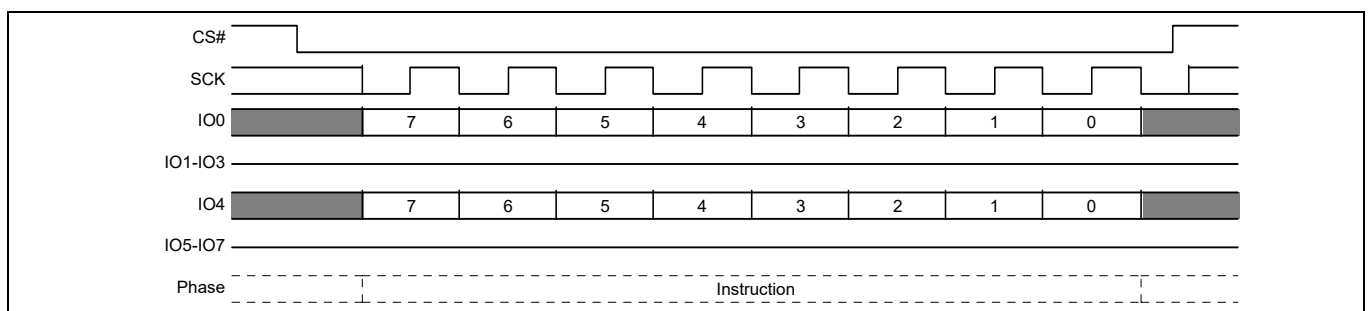 CS#
SCK
IO0 7 6 5 4 3 2 1 0
IO1-IO3
IO4 7 6 5 4 3 2 1 0
IO5-IO7
Phase Instruction